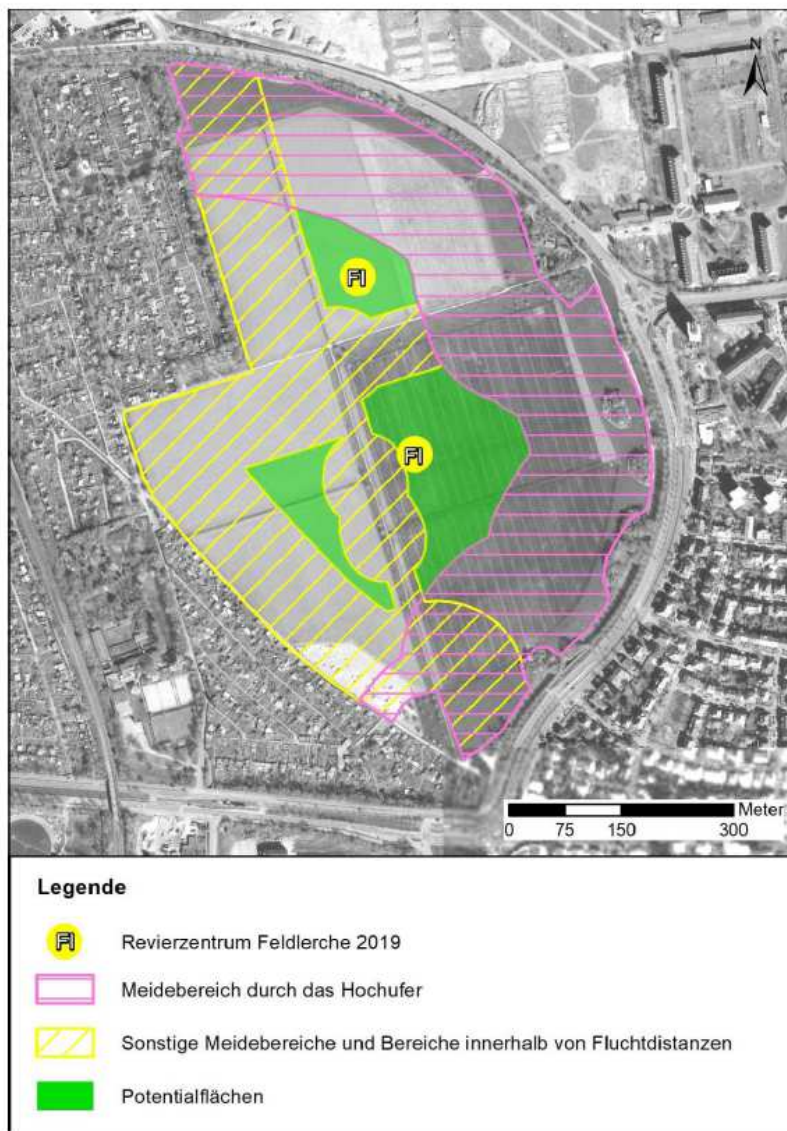 N
Fl
Fl
Meter
0 75 150 300
Legende
Fl Revierzentrum Feldlerche 2019
Meidebereich durch das Hochufer
Sonstige Meidebereiche und Bereiche innerhalb von Fluchtdistanzen
Potentialflächen